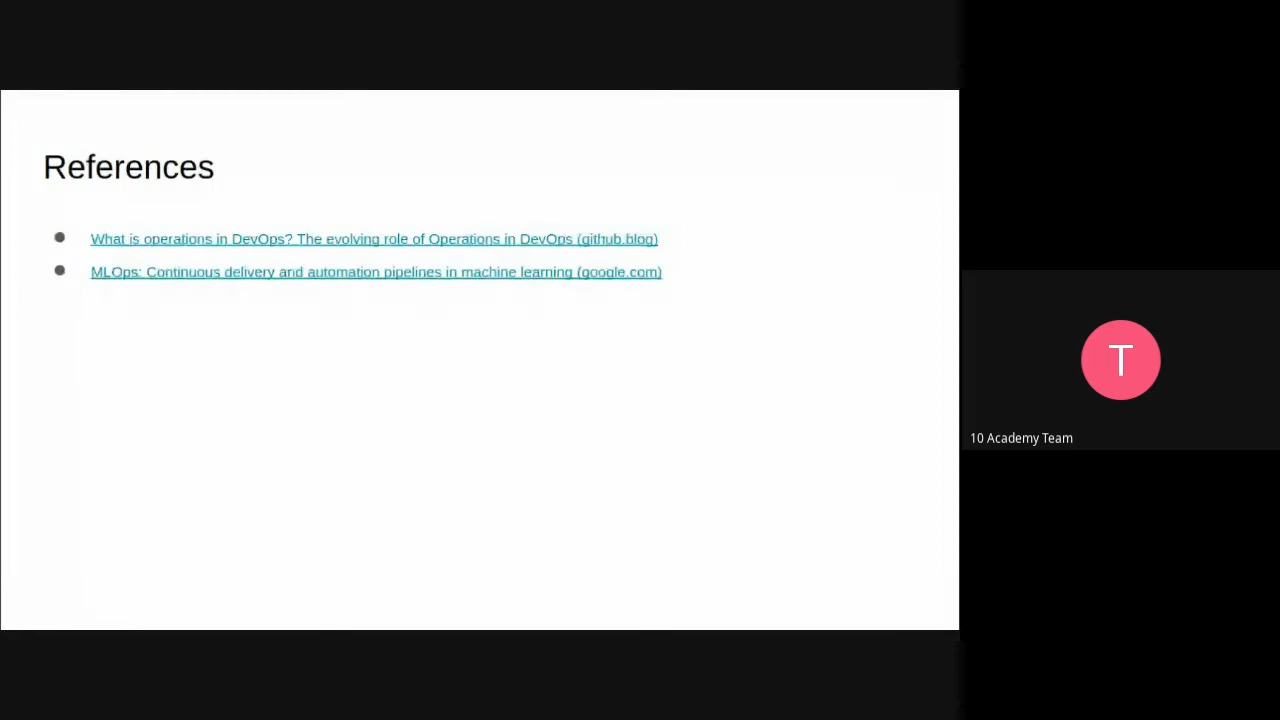 References
What is operations in DevOps? The evolving role of Operations in DevOps (github.blog)
MLOps: Continuous delivery and automation pipelines in machine learning (google.com)
T
10 Academy Team